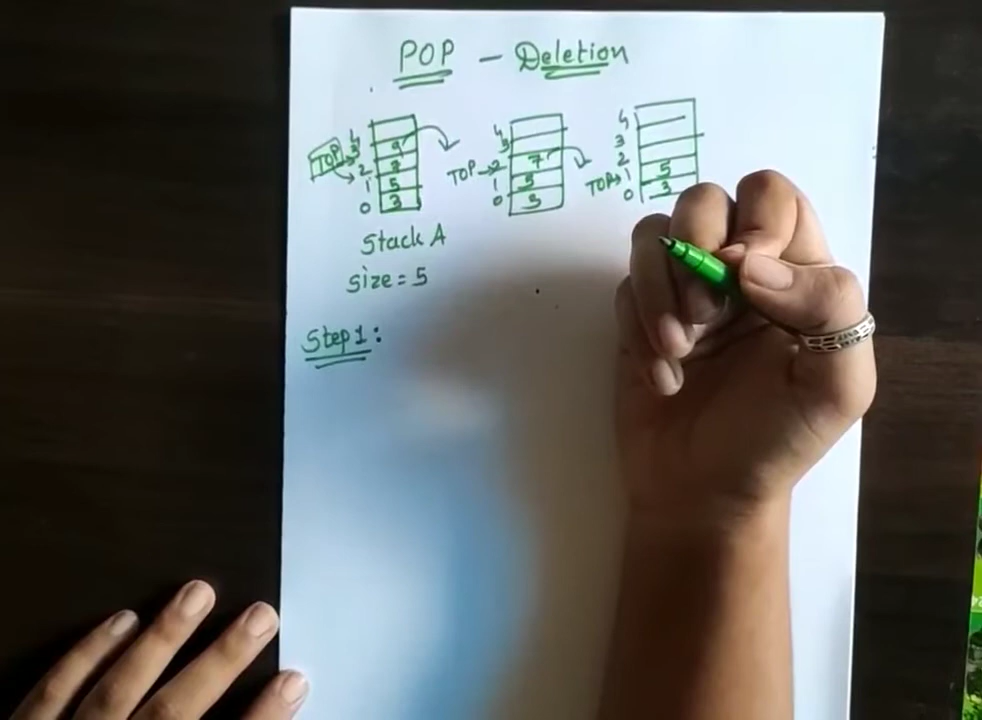 POP - Deletion
4
TOP 3 9
2 7
1 5
0 3
4
3
TOP 2 7
1 5
0 3
4
3
2
TOP 1 5
0 3
Stack A
size = 5
Step 1: